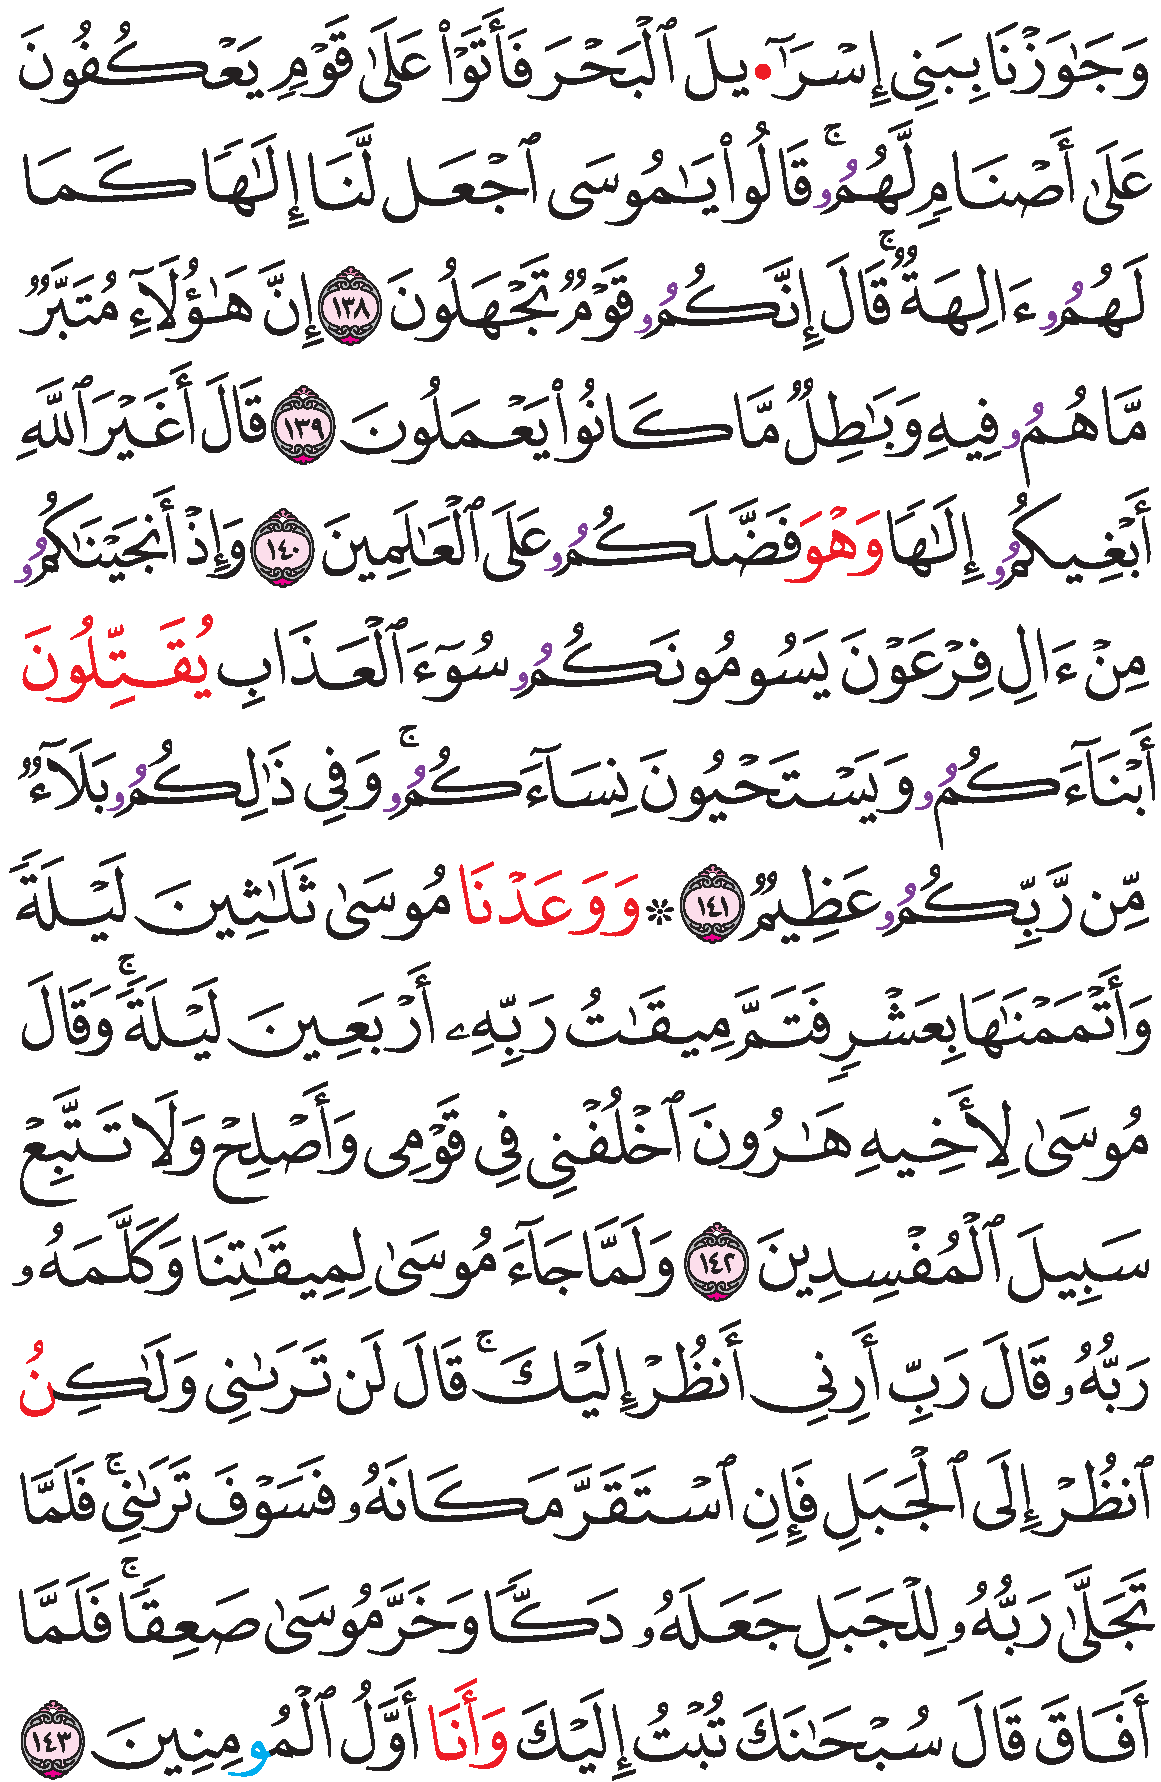 وَجَٰوَزْنَا بِبَنِي إِسْرَآ•يلَ ٱلْبَحْرَ فَأَتَوْاْ عَلَىٰ قَوْمٖ يَعْكُفُونَ
عَلَىٰ أَصْنَامٖ لَّهُمُۥۚ قَالُواْ يَٰمُوسَى ٱجْعَل لَّنَا إِلَٰهٗا كَمَا
لَهُمُۥ ءَالِهَةٞۚ قَالَ إِنَّكُمُۥ قَوْمٞ تَجْهَلُونَ ١٣٨ إِنَّ هَٰؤُلَآءِ مُتَبَّرٞ
مَّا هُمُۥ فِيهِ وَبَٰطِلٞ مَّا كَانُواْ يَعْمَلُونَ ١٣٩ قَالَ أَغَيْرَ ٱللَّهِ
أَبْغِيكُمُۥ إِلَٰهٗا وَهْوَ فَضَّلَكُمُۥ عَلَى ٱلْعَٰلَمِينَ ١٤٠ وَإِذْ أَنجَيْنَٰكُمُۥ
مِنْ ءَالِ فِرْعَوْنَ يَسُومُونَكُمُۥ سُوٓءَ ٱلْعَذَابِ يُقَتِّلُونَ
أَبْنَآءَكُمُۥ وَيَسْتَحْيُونَ نِسَآءَكُمُۥۚ وَفِي ذَٰلِكُمُۥ بَلَآءٞ
مِّن رَّبِّكُمُۥ عَظِيمٞ ١٤١ ۞ وَوَعَدْنَا مُوسَىٰ ثَلَٰثِينَ لَيْلَةٗ
وَأَتْمَمْنَٰهَا بِعَشْرٖ فَتَمَّ مِيقَٰتُ رَبِّهِۦ أَرْبَعِينَ لَيْلَةٗۚ وَقَالَ
مُوسَىٰ لِأَخِيهِ هَٰرُونَ ٱخْلُفْنِي فِي قَوْمِي وَأَصْلِحْ وَلَا تَتَّبِعْ
سَبِيلَ ٱلْمُفْسِدِينَ ١٤٢ وَلَمَّا جَآءَ مُوسَىٰ لِمِيقَٰتِنَا وَكَلَّمَهُۥ
رَبُّهُۥ قَالَ رَبِّ أَرِنِي أَنظُرْ إِلَيْكَۚ قَالَ لَن تَرَىٰنِي وَلَٰكِنُ
ٱنظُرْ إِلَى ٱلْجَبَلِ فَإِنِ ٱسْتَقَرَّ مَكَانَهُۥ فَسَوْفَ تَرَىٰنِيۚ فَلَمَّا
تَجَلَّىٰ رَبُّهُۥ لِلْجَبَلِ جَعَلَهُۥ دَكّٗا وَخَرَّ مُوسَىٰ صَعِقٗاۚ فَلَمَّا
أَفَاقَ قَالَ سُبْحَٰنَكَ تُبْتُ إِلَيْكَ وَأَنَا أَوَّلُ ٱلْمُومِنِينَ ١٤٣